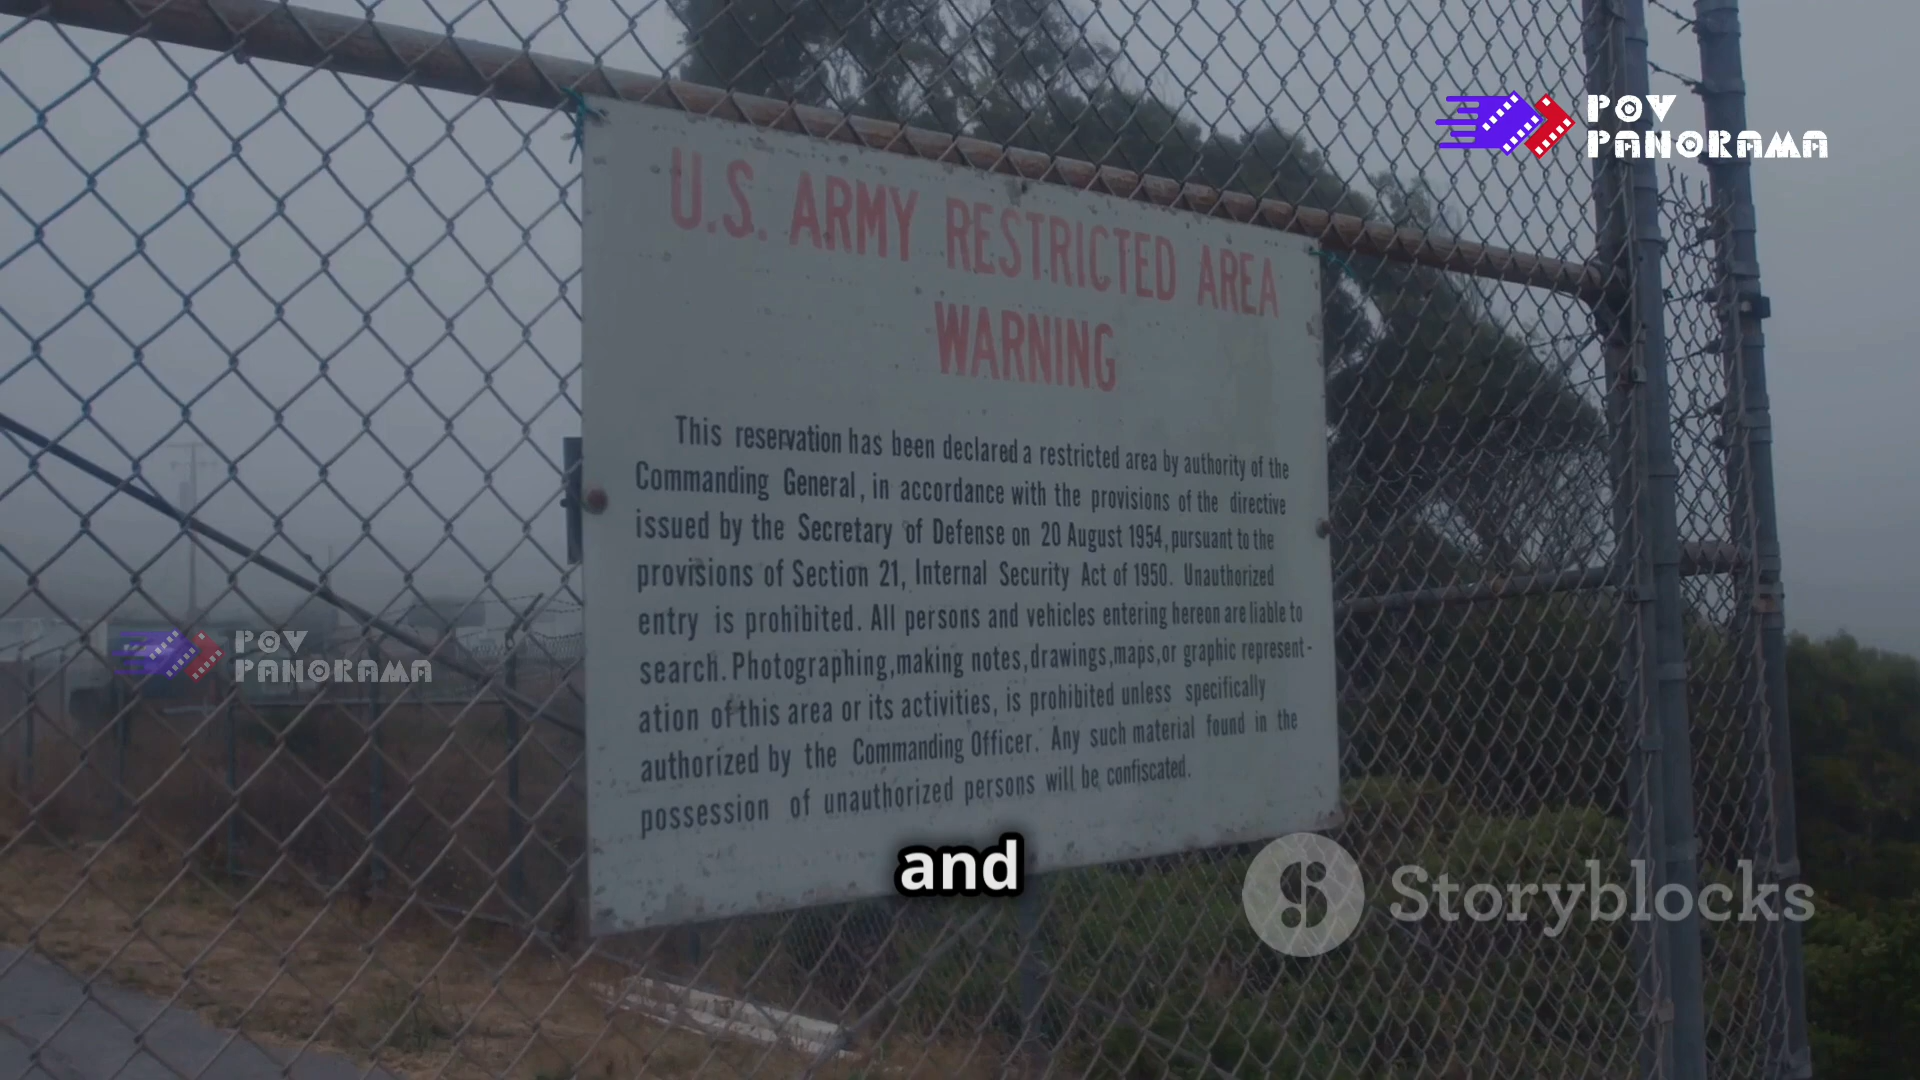 POV
PANORAMA
U.S. ARMY RESTRICTED AREA
WARNING
This reservation has been declared a restricted area by authority of the
Commanding General, in accordance with the provisions of the directive
issued by the Secretary of Defense on 20 August 1954, pursuant to the
provisions of Section 21, Internal Security Act of 1950. Unauthorized
entry is prohibited. All persons and vehicles entering hereon are liable to
search. Photographing, making notes, drawings, maps, or graphic represent-
ation of this area or its activities, is prohibited unless specifically
authorized by the Commanding Officer. Any such material found in the
possession of unauthorized persons will be confiscated.
POV
PANORAMA
and
Storyblocks